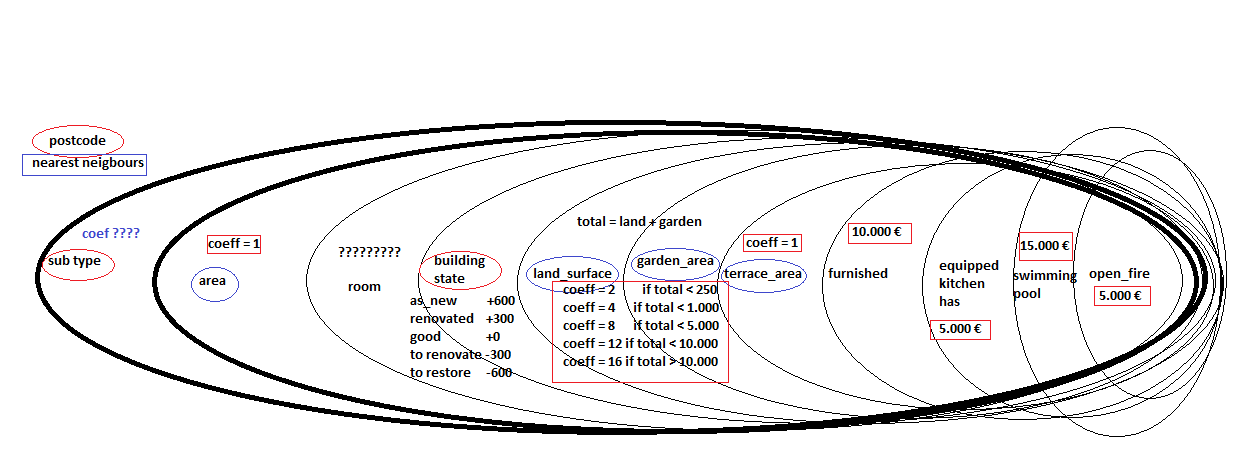 postcode
nearest neigbours
coef ????
sub type
coeff = 1
area
?????????
room
building
state
as_new +600
renovated +300
good +0
to renovate -300
to restore -600
total = land + garden
land_surface
garden_area
coeff = 2 if total < 250
coeff = 4 if total < 1.000
coeff = 8 if total < 5.000
coeff = 12 if total < 10.000
coeff = 16 if total > 10.000
coeff = 1
terrace_area
10.000 €
furnished
equipped
kitchen
has
5.000 €
15.000 €
swimming
pool
open_fire
5.000 €